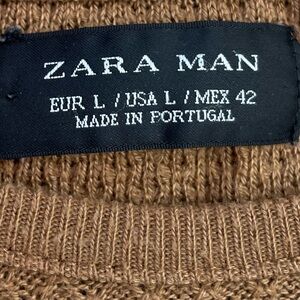 ZARA MAN
EUR L / USA L / MEX 42
MADE IN PORTUGAL